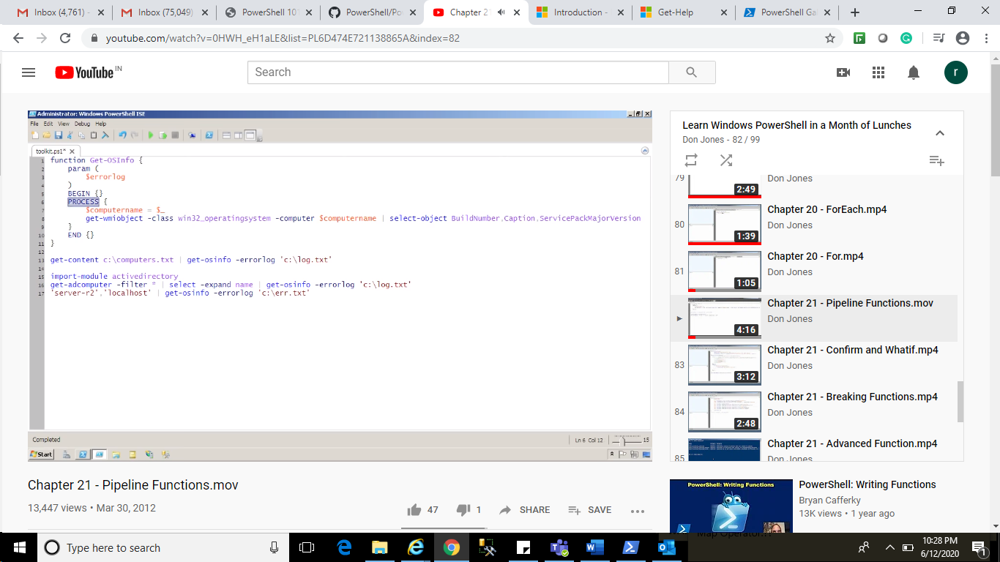 Inbox (4,761) -
Inbox (75,049)
PowerShell 101
PowerShell/Po
Chapter 2
Introduction -
Get-Help
PowerShell Ga
youtube.com/watch?v=0HWH_eH1aLE&list=PL6D474E721138865A&index=82
YouTube IN
Search
r
Administrator: Windows PowerShell ISE
File Edit View Debug Help
toolkit.ps1*
1 function Get-OSInfo {
2 param (
3 $errorlog
4 )
5 BEGIN {}
6 PROCESS {
7 $computername = $_
8 get-wmiobject -class win32_operatingsystem -computer $computername | select-object BuildNumber,Caption,ServicePackMajorVersion
9 }
10 END {}
11 }
12
13 get-content c:\computers.txt | get-osinfo -errorlog 'c:\log.txt'
14
15 import-module activedirectory
16 get-adcomputer -filter * | select -expand name | get-osinfo -errorlog 'c:\log.txt'
17 'server-r2','localhost' | get-osinfo -errorlog 'c:\err.txt'
Completed
Ln 6 Col 12
15
Start
Chapter 21 - Pipeline Functions.mov
13,447 views • Mar 30, 2012
47
1
SHARE
SAVE
Learn Windows PowerShell in a Month of Lunches
Don Jones - 82 / 99
79
2:49
Don Jones
80
1:39
Chapter 20 - ForEach.mp4
Don Jones
81
1:05
Chapter 20 - For.mp4
Don Jones
4:16
Chapter 21 - Pipeline Functions.mov
Don Jones
83
3:12
Chapter 21 - Confirm and Whatif.mp4
Don Jones
84
2:48
Chapter 21 - Breaking Functions.mp4
Don Jones
85
Chapter 21 - Advanced Function.mp4
Don Jones
PowerShell: Writing Functions
PowerShell: Writing Functions
Bryan Cafferky
13K views • 1 year ago
Type here to search
10:28 PM
6/12/2020
1